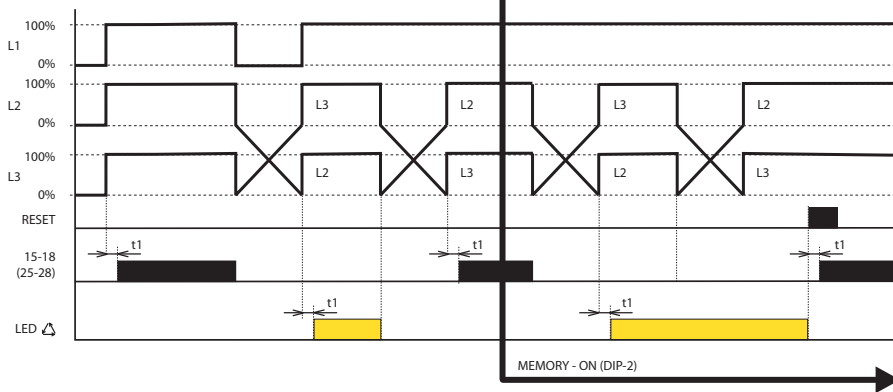 100%
L1
0%
100%
L2
L3
L2
L3
L2
0%
100%
L3
L2
L3
L2
L3
0%
RESET
t1
t1
t1
15-18
(25-28)
t1
t1
LED
MEMORY - ON (DIP-2)